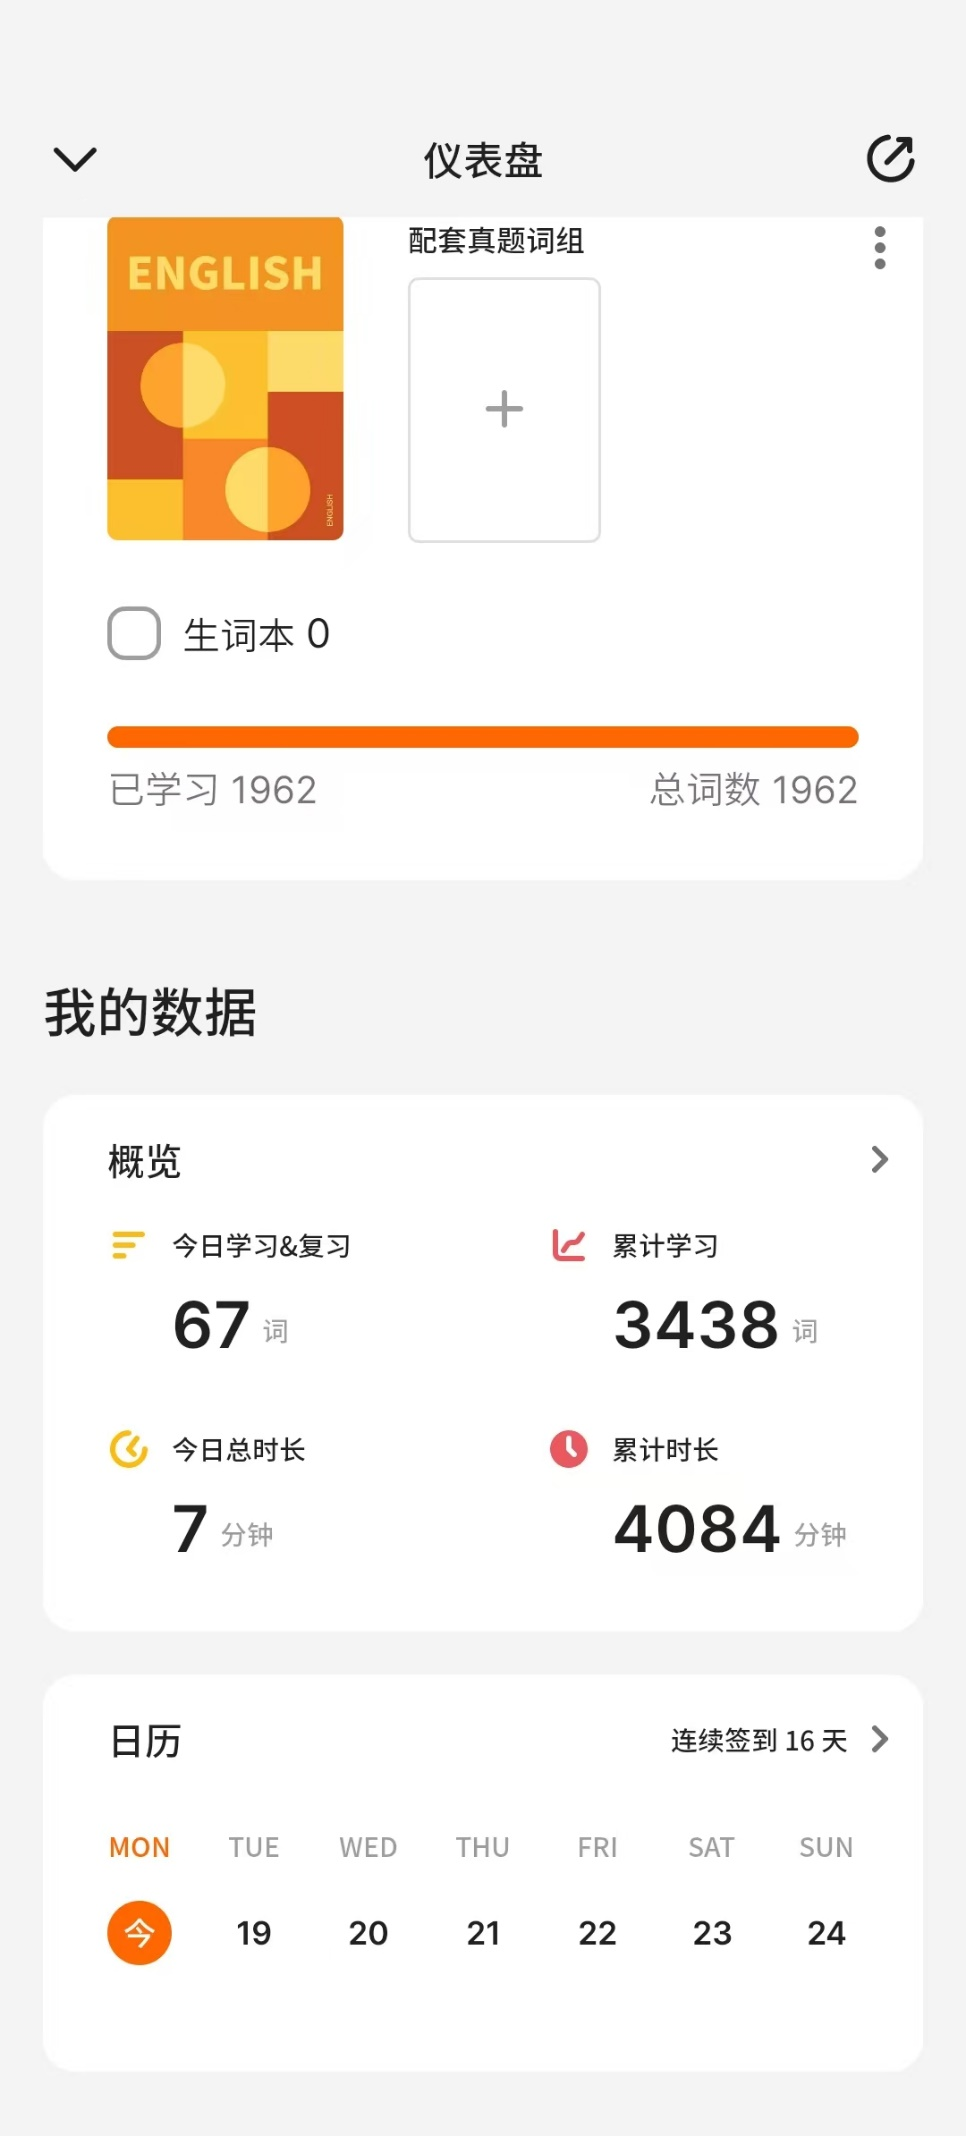 仪表盘
ENGLISH
ENGLISH
配套真题词组
生词本 0
已学习 1962
总词数 1962
我的数据
概览
今日学习&复习
67 词
累计学习
3438 词
今日总时长
7 分钟
累计时长
4084 分钟
日历
连续签到 16 天
MON TUE WED THU FRI SAT SUN
今 19 20 21 22 23 24